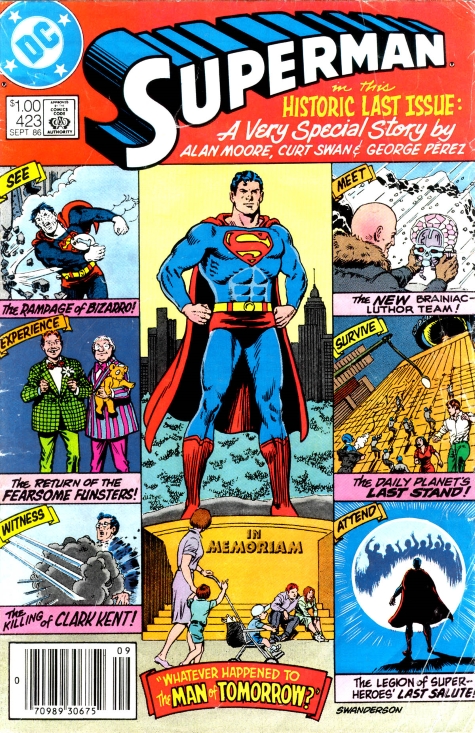 DC
SUPERMAN
$1.00
423
SEPT 86
APPROVED
BY THE
COMICS CODE
CA
AUTHORITY
in this
HISTORIC LAST ISSUE:
A Very Special Story by
ALAN MOORE, CURT SWAN & GEORGE PÉREZ
SEE
The RAMPAGE of BIZARRO!
EXPERIENCE
The RETURN OF THE
FEARSOME FUNSTERS!
WITNESS
The
KILLING of CLARK KENT!
IN
MEMORIAM
"WHATEVER HAPPENED TO
The MAN of TOMORROW?"
MEET
The NEW BRAINIAC-
LUTHOR TEAM!
SURVIVE
The DAILY PLANET'S
LAST STAND!
ATTEND
The LEGION OF SUPER-
HEROES' LAST SALUTE!
SWANDERSON
09
0
70989 30675